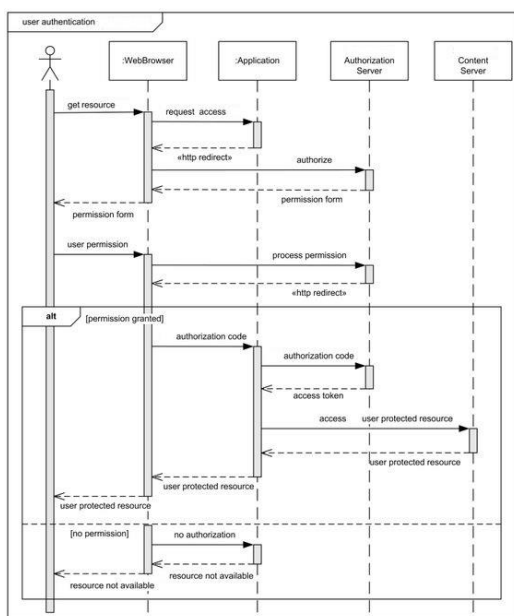 user authentication
:WebBrowser
:Application
Authorization
Server
Content
Server
get resource
request access
«http redirect»
authorize
permission form
permission form
user permission
process permission
«http redirect»
alt
[permission granted]
authorization code
authorization code
access token
access user protected resource
user protected resource
user protected resource
user protected resource
[no permission]
no authorization
resource not available
resource not available